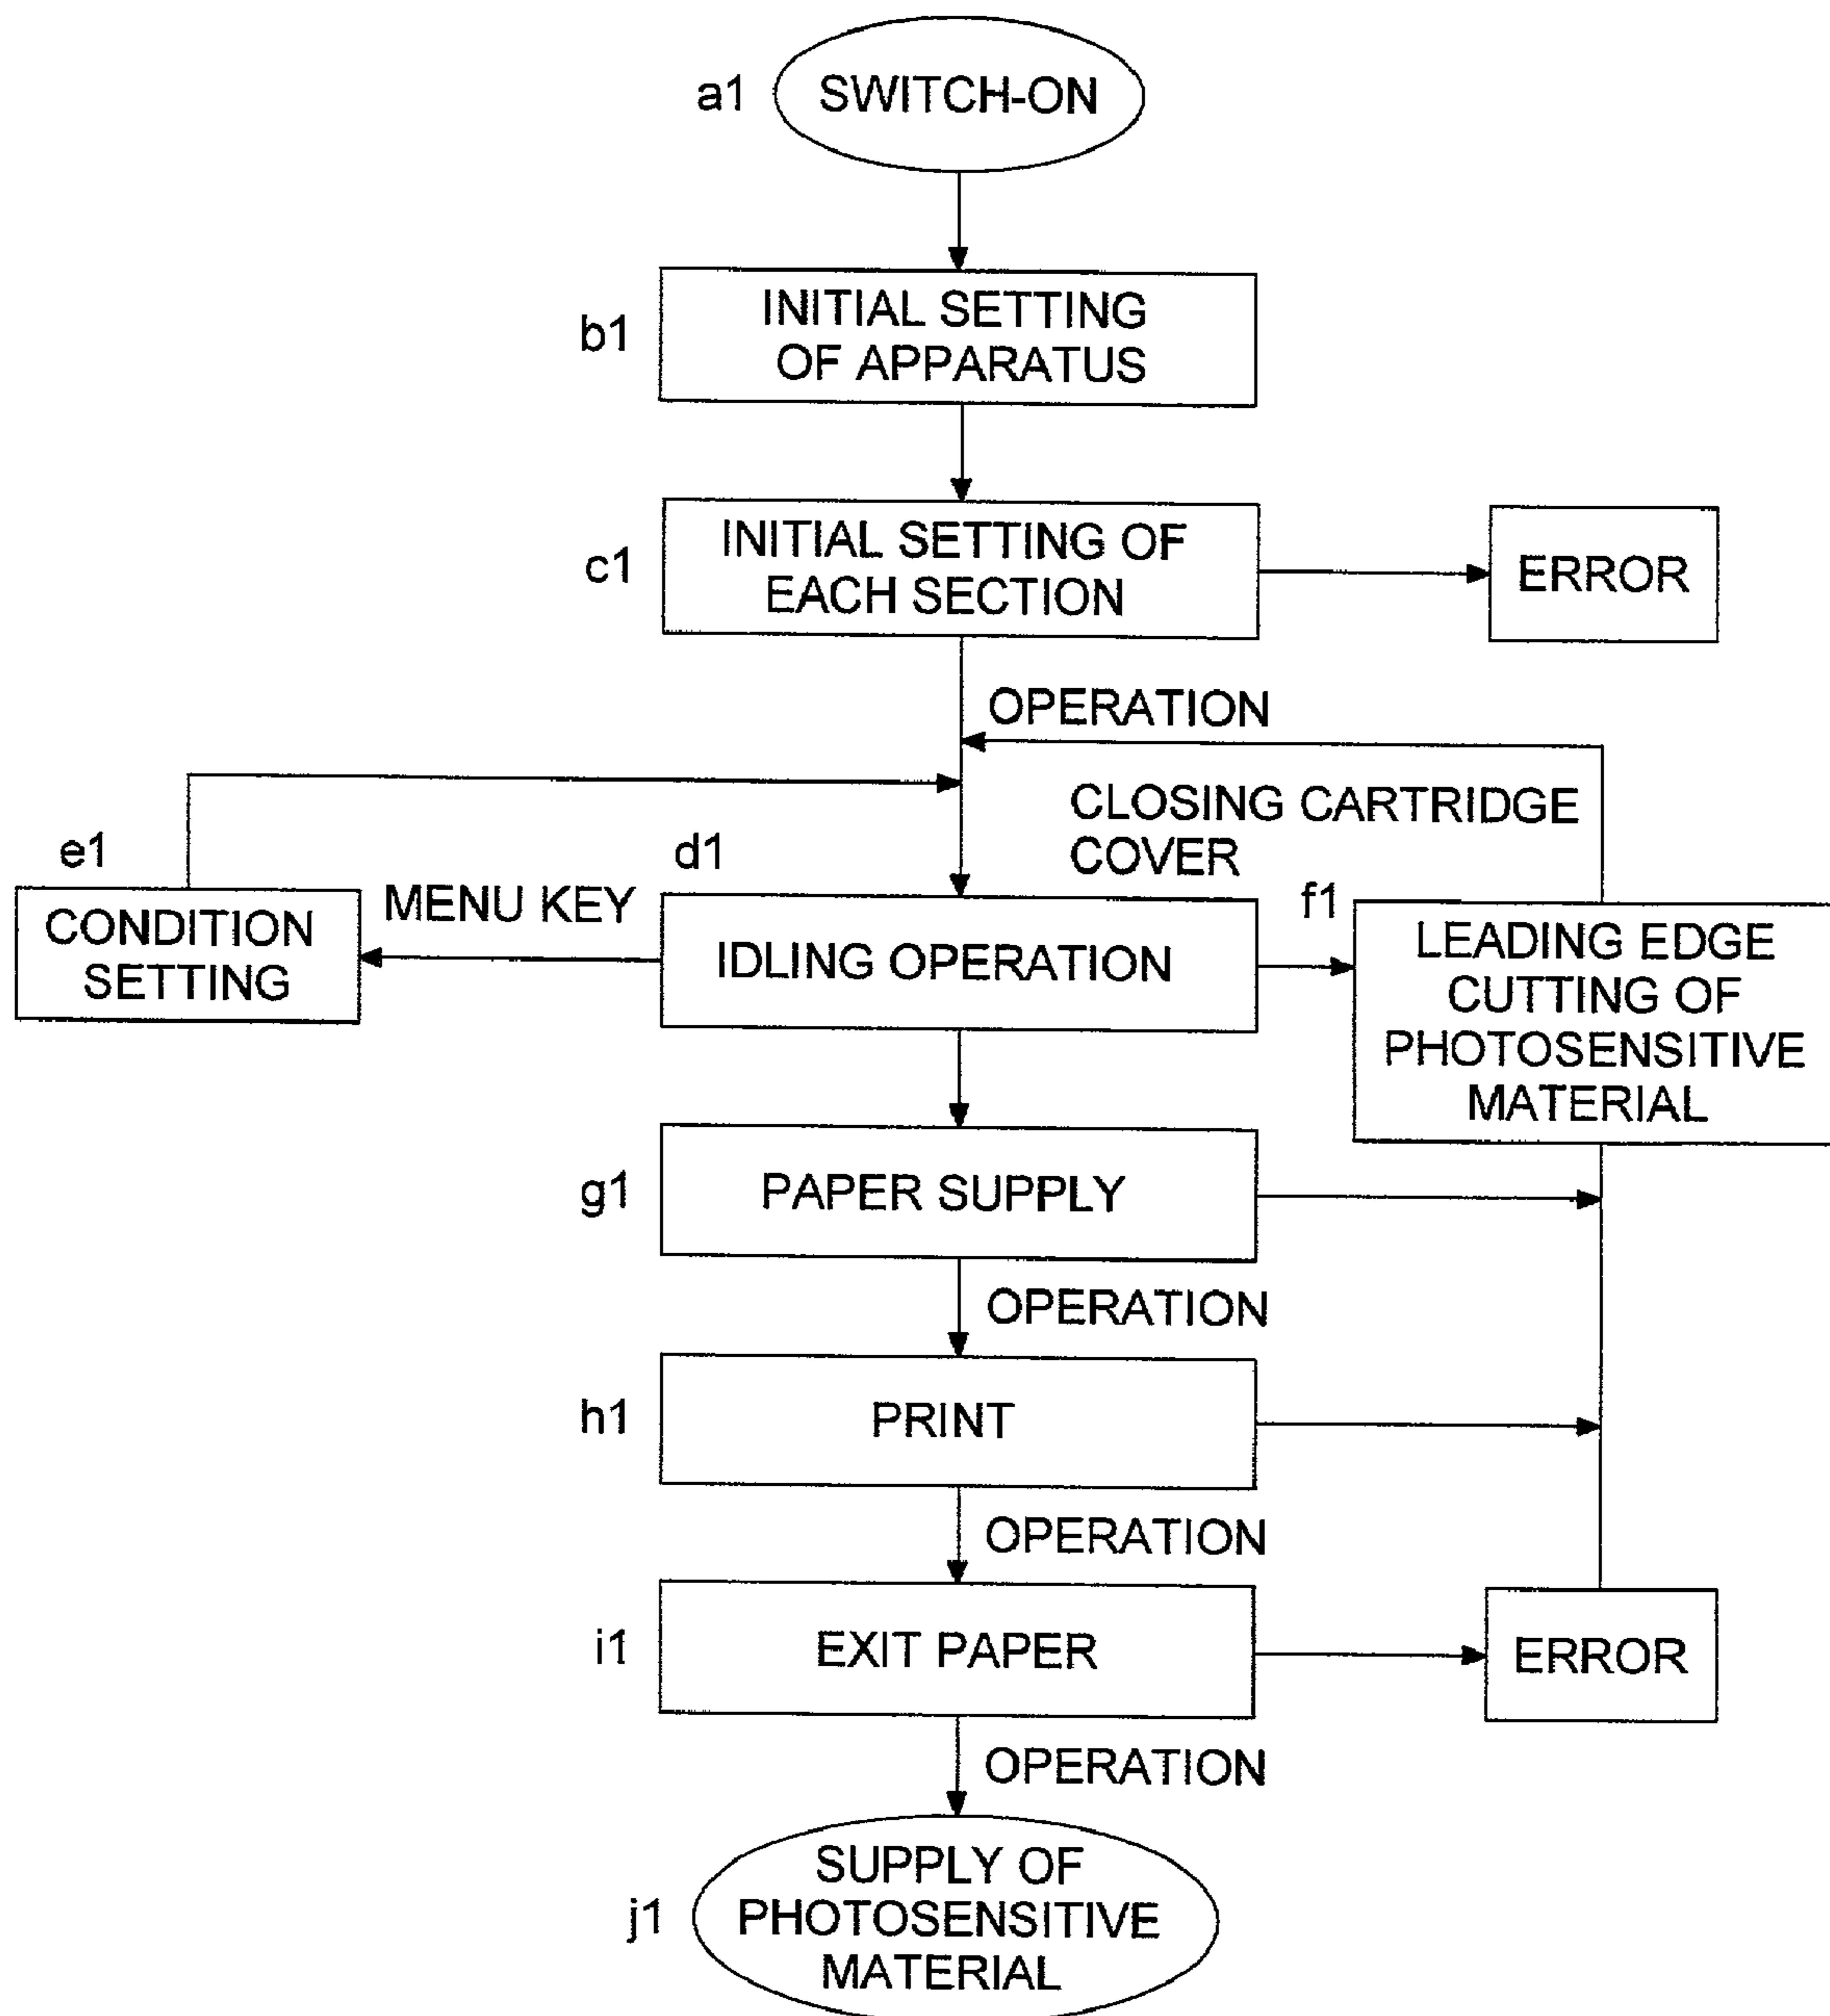 a1
SWITCH-ON
b1
INITIAL SETTING
OF APPARATUS
c1
INITIAL SETTING OF
EACH SECTION
ERROR
OPERATION
CLOSING CARTRIDGE
COVER
e1
MENU KEY
CONDITION
SETTING
d1
IDLING OPERATION
f1
LEADING EDGE
CUTTING OF
PHOTOSENSITIVE
MATERIAL
g1
PAPER SUPPLY
OPERATION
h1
PRINT
OPERATION
i1
EXIT PAPER
ERROR
OPERATION
j1
SUPPLY OF
PHOTOSENSITIVE
MATERIAL